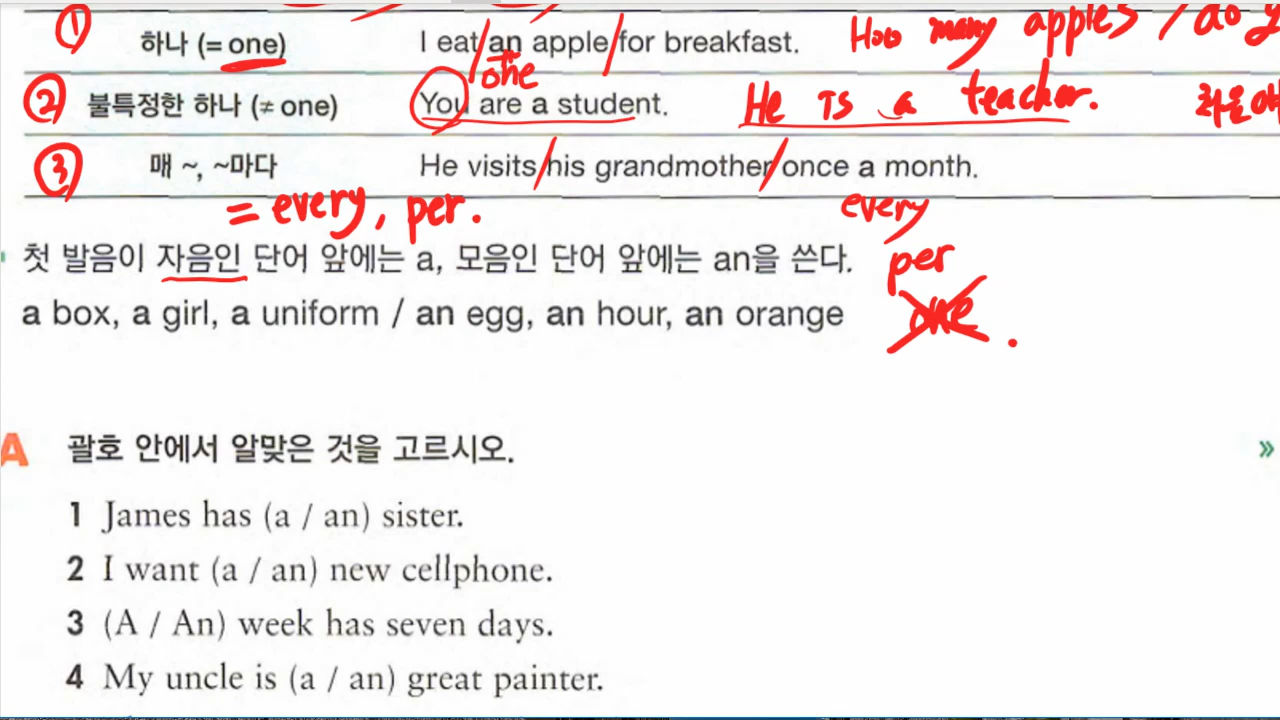 ① 하나 (= one) I eat/an apple/for breakfast. How many apples /
one
② 불특정한 하나 (≠ one) You are a student. He is a teacher.
③ 매 ~, ~마다 He visits/his grandmother/once a month.
= every, per. every
첫 발음이 자음인 단어 앞에는 a, 모음인 단어 앞에는 an을 쓴다. per
a box, a girl, a uniform / an egg, an hour, an orange one .
A 괄호 안에서 알맞은 것을 고르시오. »
1 James has (a / an) sister.
2 I want (a / an) new cellphone.
3 (A / An) week has seven days.
4 My uncle is (a / an) great painter.